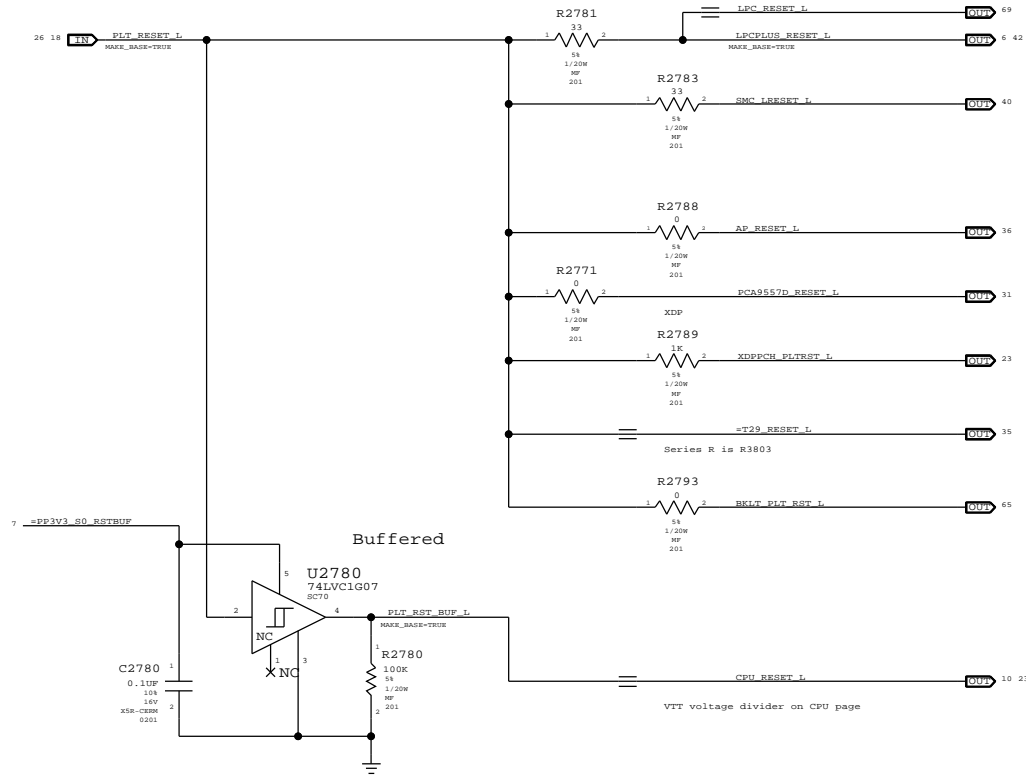 R2781
33
1
2
5%
1/20W
MF
201
LPC_RESET_L
OUT
69
26 18
IN
PLT_RESET_L
MAKE_BASE=TRUE
LPCPLUS_RESET_L
MAKE_BASE=TRUE
OUT
6 42
R2783
33
1
2
5%
1/20W
MF
201
SMC_LRESET_L
OUT
40
R2788
0
1
2
5%
1/20W
MF
201
AP_RESET_L
OUT
36
R2771
0
1
2
5%
1/20W
MF
201
PCA9557D_RESET_L
OUT
31
XDP
R2789
1K
1
2
5%
1/20W
MF
201
XDPPCH_PLTRST_L
OUT
23
=T29_RESET_L
OUT
35
Series R is R3803
R2793
0
1
2
5%
1/20W
MF
201
BKLT_PLT_RST_L
OUT
65
7
=PP3V3_S0_RSTBUF
Buffered
U2780
74LVC1G07
SC70
5
2
4
NC
1
NC
3
PLT_RST_BUF_L
MAKE_BASE=TRUE
C2780
0.1UF
10%
16V
X5R-CERM
0201
1
2
R2780
100K
5%
1/20W
MF
201
1
2
CPU_RESET_L
OUT
10
VTT voltage divider on CPU page